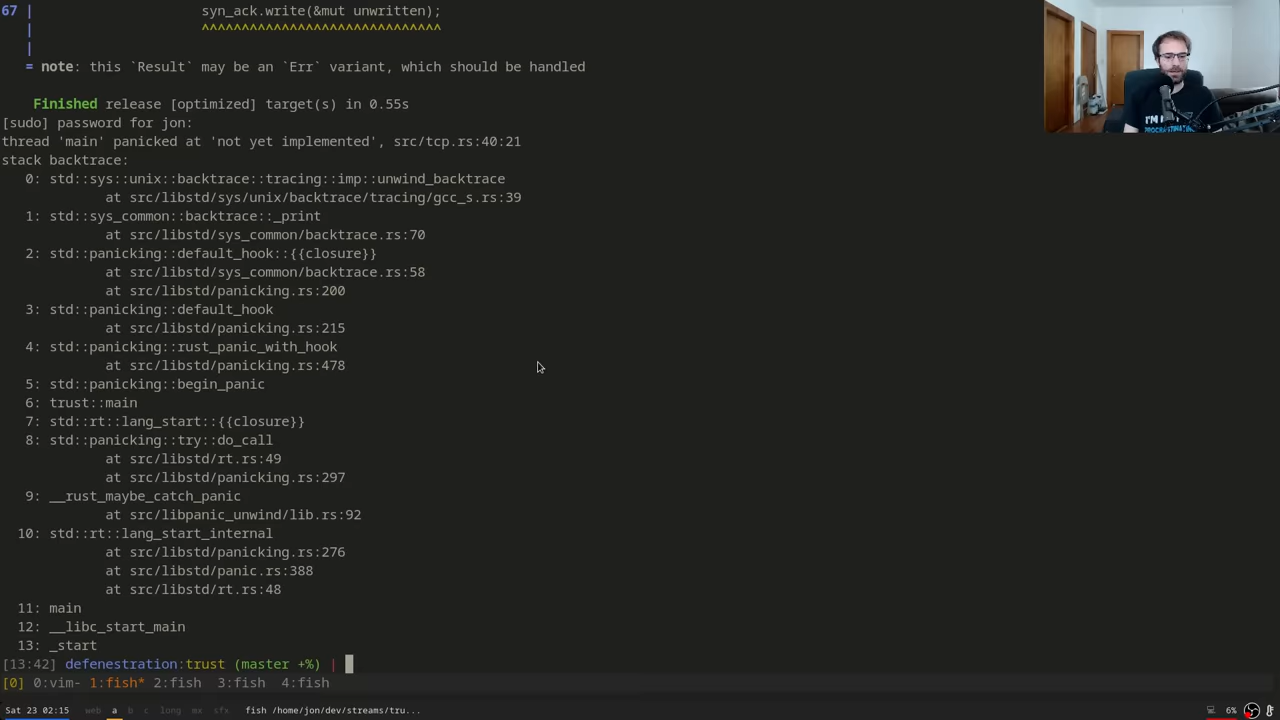 67 |                     syn_ack.write(&mut unwritten);
   |                     ^^^^^^^^^^^^^^^^^^^^^^^^^^^^^^
   |
   = note: this `Result` may be an `Err` variant, which should be handled
    Finished release [optimized] target(s) in 0.55s
[sudo] password for jon:
thread 'main' panicked at 'not yet implemented', src/tcp.rs:40:21
stack backtrace:
   0: std::sys::unix::backtrace::tracing::imp::unwind_backtrace
             at src/libstd/sys/unix/backtrace/tracing/gcc_s.rs:39
   1: std::sys_common::backtrace::_print
             at src/libstd/sys_common/backtrace.rs:70
   2: std::panicking::default_hook::{{closure}}
             at src/libstd/sys_common/backtrace.rs:58
             at src/libstd/panicking.rs:200
   3: std::panicking::default_hook
             at src/libstd/panicking.rs:215
   4: std::panicking::rust_panic_with_hook
             at src/libstd/panicking.rs:478
   5: std::panicking::begin_panic
   6: trust::main
   7: std::rt::lang_start::{{closure}}
   8: std::panicking::try::do_call
             at src/libstd/rt.rs:49
             at src/libstd/panicking.rs:297
   9: __rust_maybe_catch_panic
             at src/libpanic_unwind/lib.rs:92
  10: std::rt::lang_start_internal
             at src/libstd/panicking.rs:276
             at src/libstd/panic.rs:388
             at src/libstd/rt.rs:48
  11: main
  12: __libc_start_main
  13: _start
[13:42] defenestration:trust (master +%) |
[0] 0:vim- 1:fish* 2:fish  3:fish  4:fish
Sat 23 02:15 web a b c long mx sfx fish /home/jon/dev/streams/tru... 6%